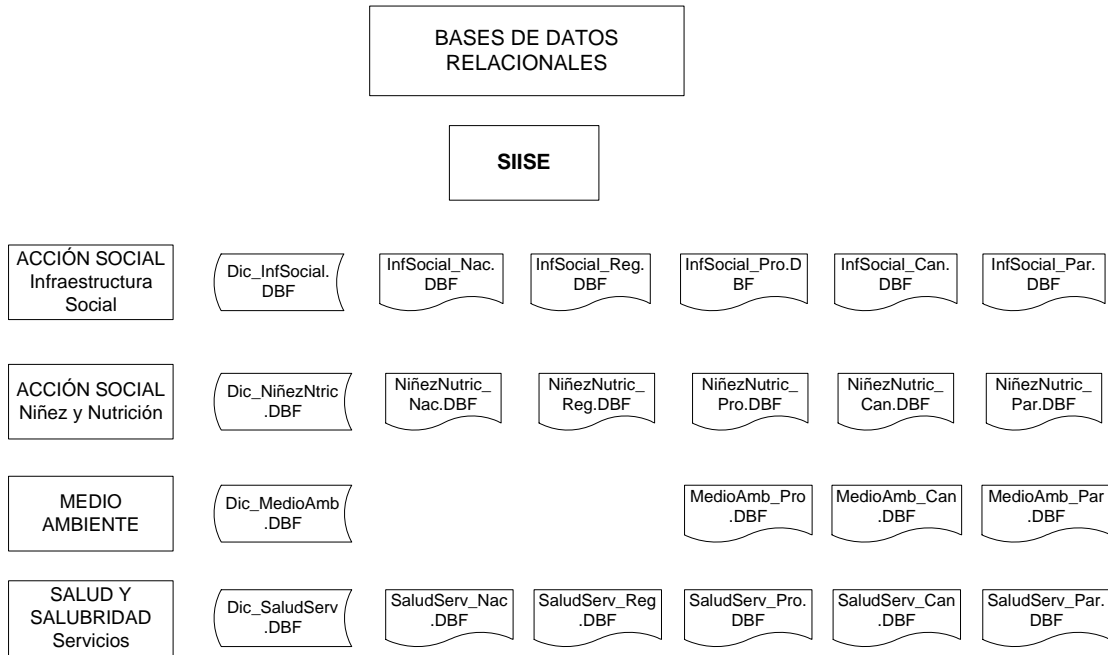 BASES DE DATOS
RELACIONALES
SIISE
ACCIÓN SOCIAL
Infraestructura
Social
Dic_InfSocial.
DBF
InfSocial_Nac.
DBF
InfSocial_Reg.
DBF
InfSocial_Pro.D
BF
InfSocial_Can.
DBF
InfSocial_Par.
DBF
ACCIÓN SOCIAL
Niñez y Nutrición
Dic_NiñezNtric
.DBF
NiñezNutric_
Nac.DBF
NiñezNutric_
Reg.DBF
NiñezNutric_
Pro.DBF
NiñezNutric_
Can.DBF
NiñezNutric_
Par.DBF
MEDIO
AMBIENTE
Dic_MedioAmb
.DBF
MedioAmb_Pro
.DBF
MedioAmb_Can
.DBF
MedioAmb_Par
.DBF
SALUD Y
SALUBRIDAD
Servicios
Dic_SaludServ
.DBF
SaludServ_Nac
.DBF
SaludServ_Reg
.DBF
SaludServ_Pro.
DBF
SaludServ_Can
.DBF
SaludServ_Par.
DBF